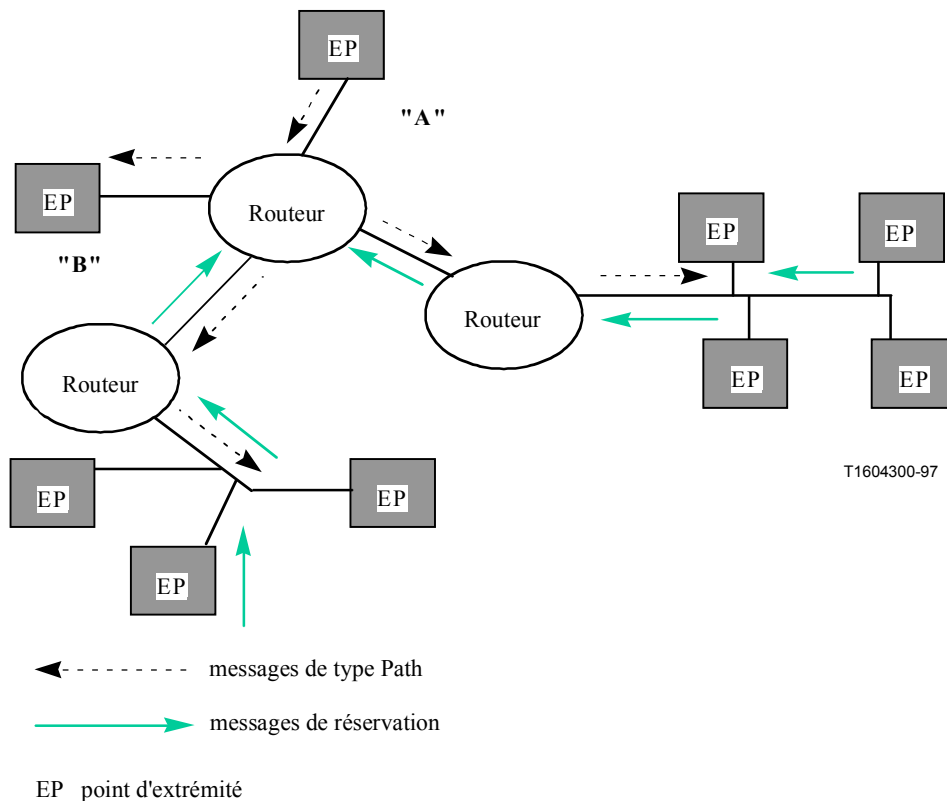 EP
"A"
EP
Routeur
EP
EP
"B"
Routeur
EP
EP
Routeur
T1604300-97
EP
EP
EP
messages de type Path
messages de réservation
EP point d'extrémité